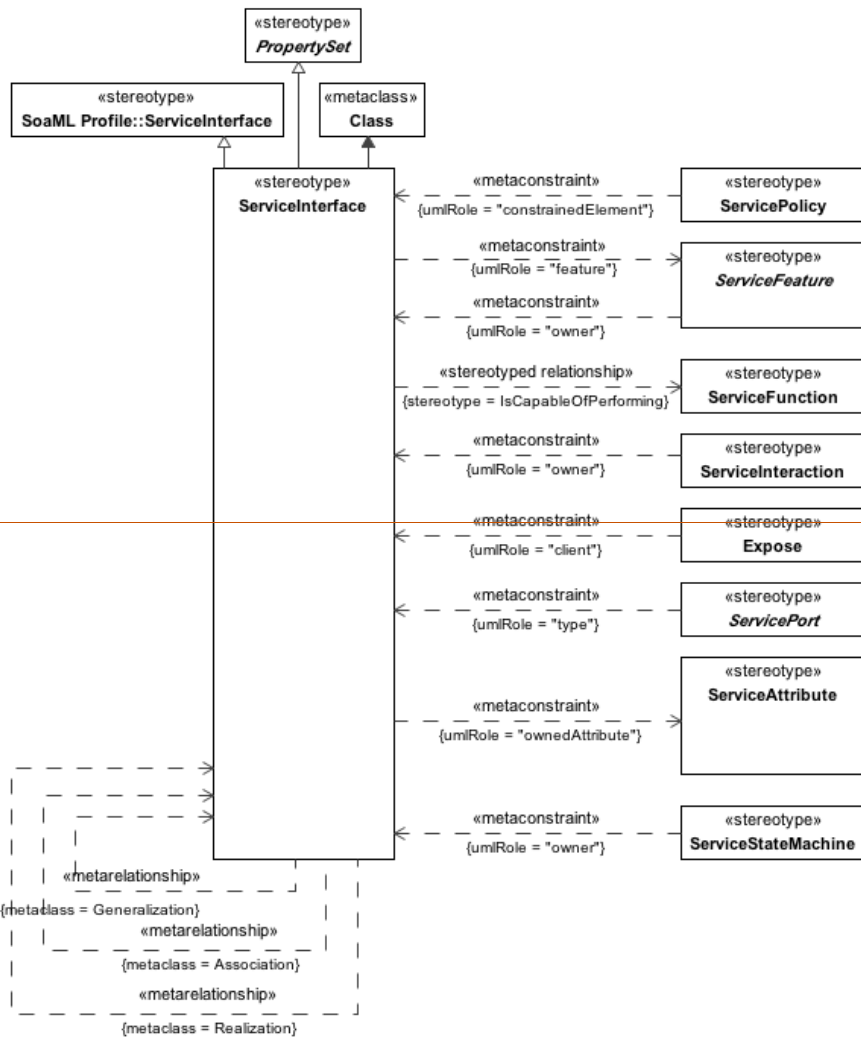 «stereotype»
PropertySet
«stereotype»
SoaML Profile::ServiceInterface
«metaclass»
Class
«stereotype»
ServiceInterface
«metaconstraint»
{umlRole = "constrainedElement"}
«stereotype»
ServicePolicy
«metaconstraint»
{umlRole = "feature"}
«stereotype»
ServiceFeature
«metaconstraint»
{umlRole = "owner"}
«stereotyped relationship»
{stereotype = IsCapableOfPerforming}
«stereotype»
ServiceFunction
«metaconstraint»
{umlRole = "owner"}
«stereotype»
ServiceInteraction
«metaconstraint»
{umlRole = "client"}
«stereotype»
Expose
«metaconstraint»
{umlRole = "type"}
«stereotype»
ServicePort
«metaconstraint»
{umlRole = "ownedAttribute"}
«stereotype»
ServiceAttribute
«metaconstraint»
{umlRole = "owner"}
«stereotype»
ServiceStateMachine
«metarelationship»
{metaclass = Generalization}
«metarelationship»
{metaclass = Association}
«metarelationship»
{metaclass = Realization}